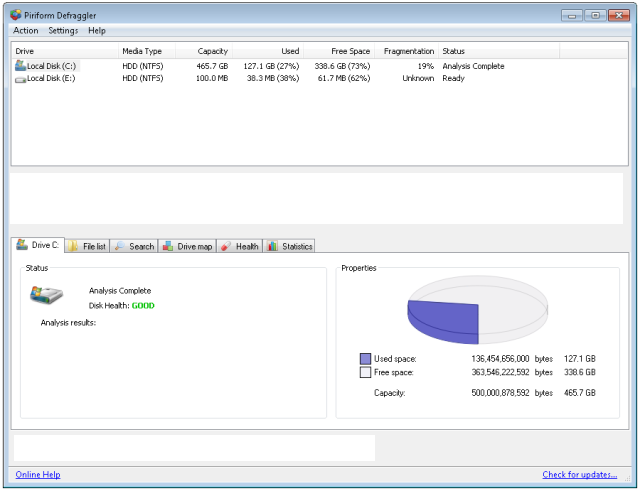 Piriform Defraggler
Action Settings Help
Drive Media Type Capacity Used Free Space Fragmentation Status
Local Disk (C:) HDD (NTFS) 465.7 GB 127.1 GB (27%) 338.6 GB (73%) 19% Analysis Complete
Local Disk (E:) HDD (NTFS) 100.0 MB 38.3 MB (38%) 61.7 MB (62%) Unknown Ready
Drive C: File list Search Drive map Health Statistics
Status
Analysis Complete
Disk Health: GOOD
Analysis results:
Properties
Used space: 136,454,656,000 bytes 127.1 GB
Free space: 363,546,222,592 bytes 338.6 GB
Capacity: 500,000,878,592 bytes 465.7 GB
Online Help Check for updates...